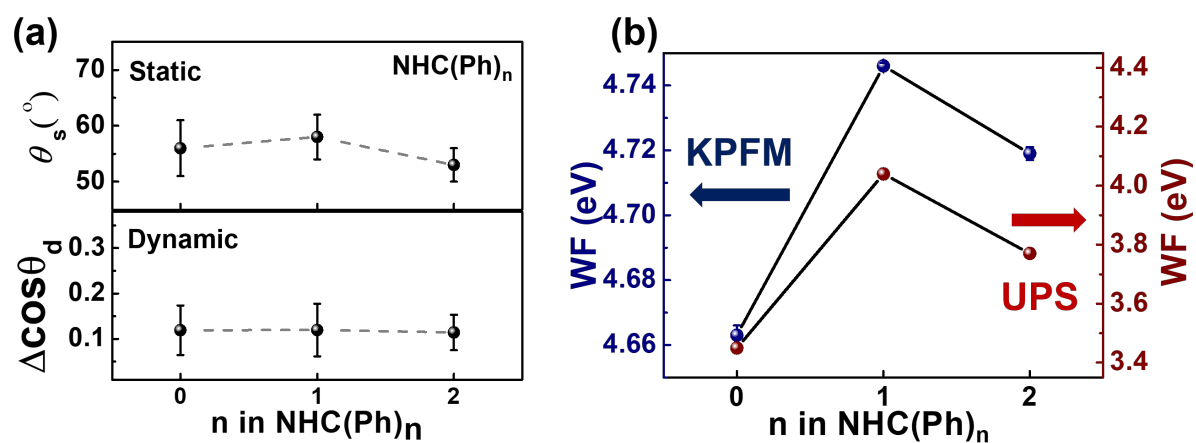 (a)
Static
NHC(Ph)n
θs(°)
70
60
50
Dynamic
Δcosθd
0.3
0.2
0.1
0 1 2
n in NHC(Ph)n
(b)
WF (eV)
4.74
4.72
4.70
4.68
4.66
KPFM
UPS
4.4
4.2
4.0
3.8
3.6
3.4
WF (eV)
0 1 2
n in NHC(Ph)n